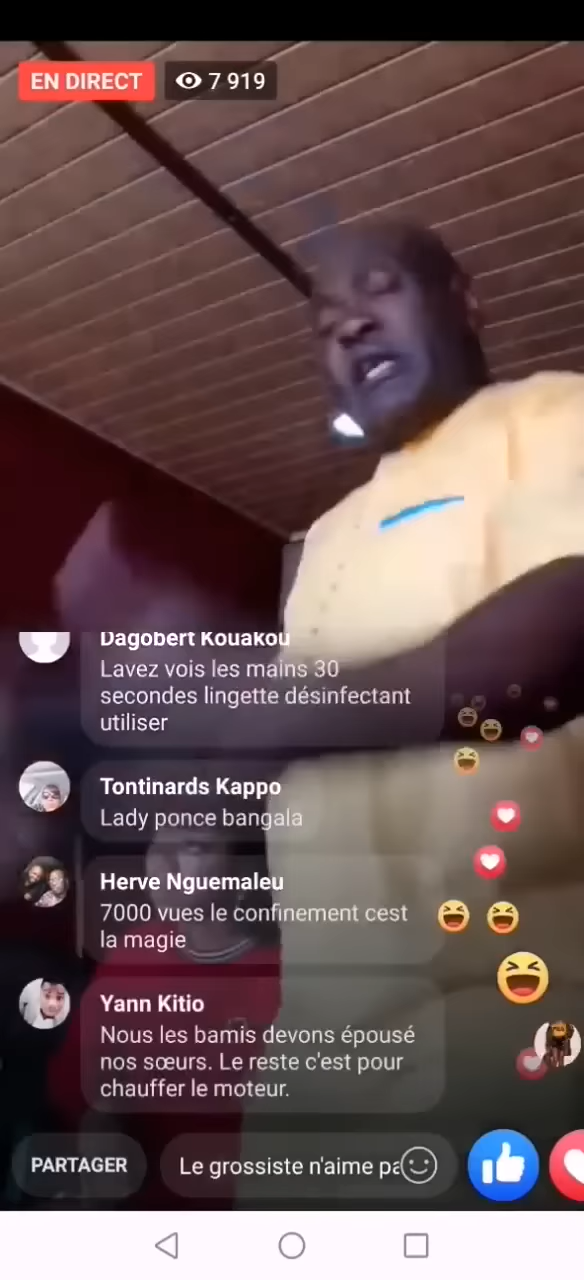 EN DIRECT
7 919
Dagobert Kouakou
Lavez vois les mains 30
secondes lingette désinfectant
utiliser
Tontinards Kappo
Lady ponce bangala
Herve Nguemaleu
7000 vues le confinement cest
la magie
Yann Kitio
Nous les bamis devons épousé
nos sœurs. Le reste c'est pour
chauffer le moteur.
PARTAGER
Le grossiste n'aime pa